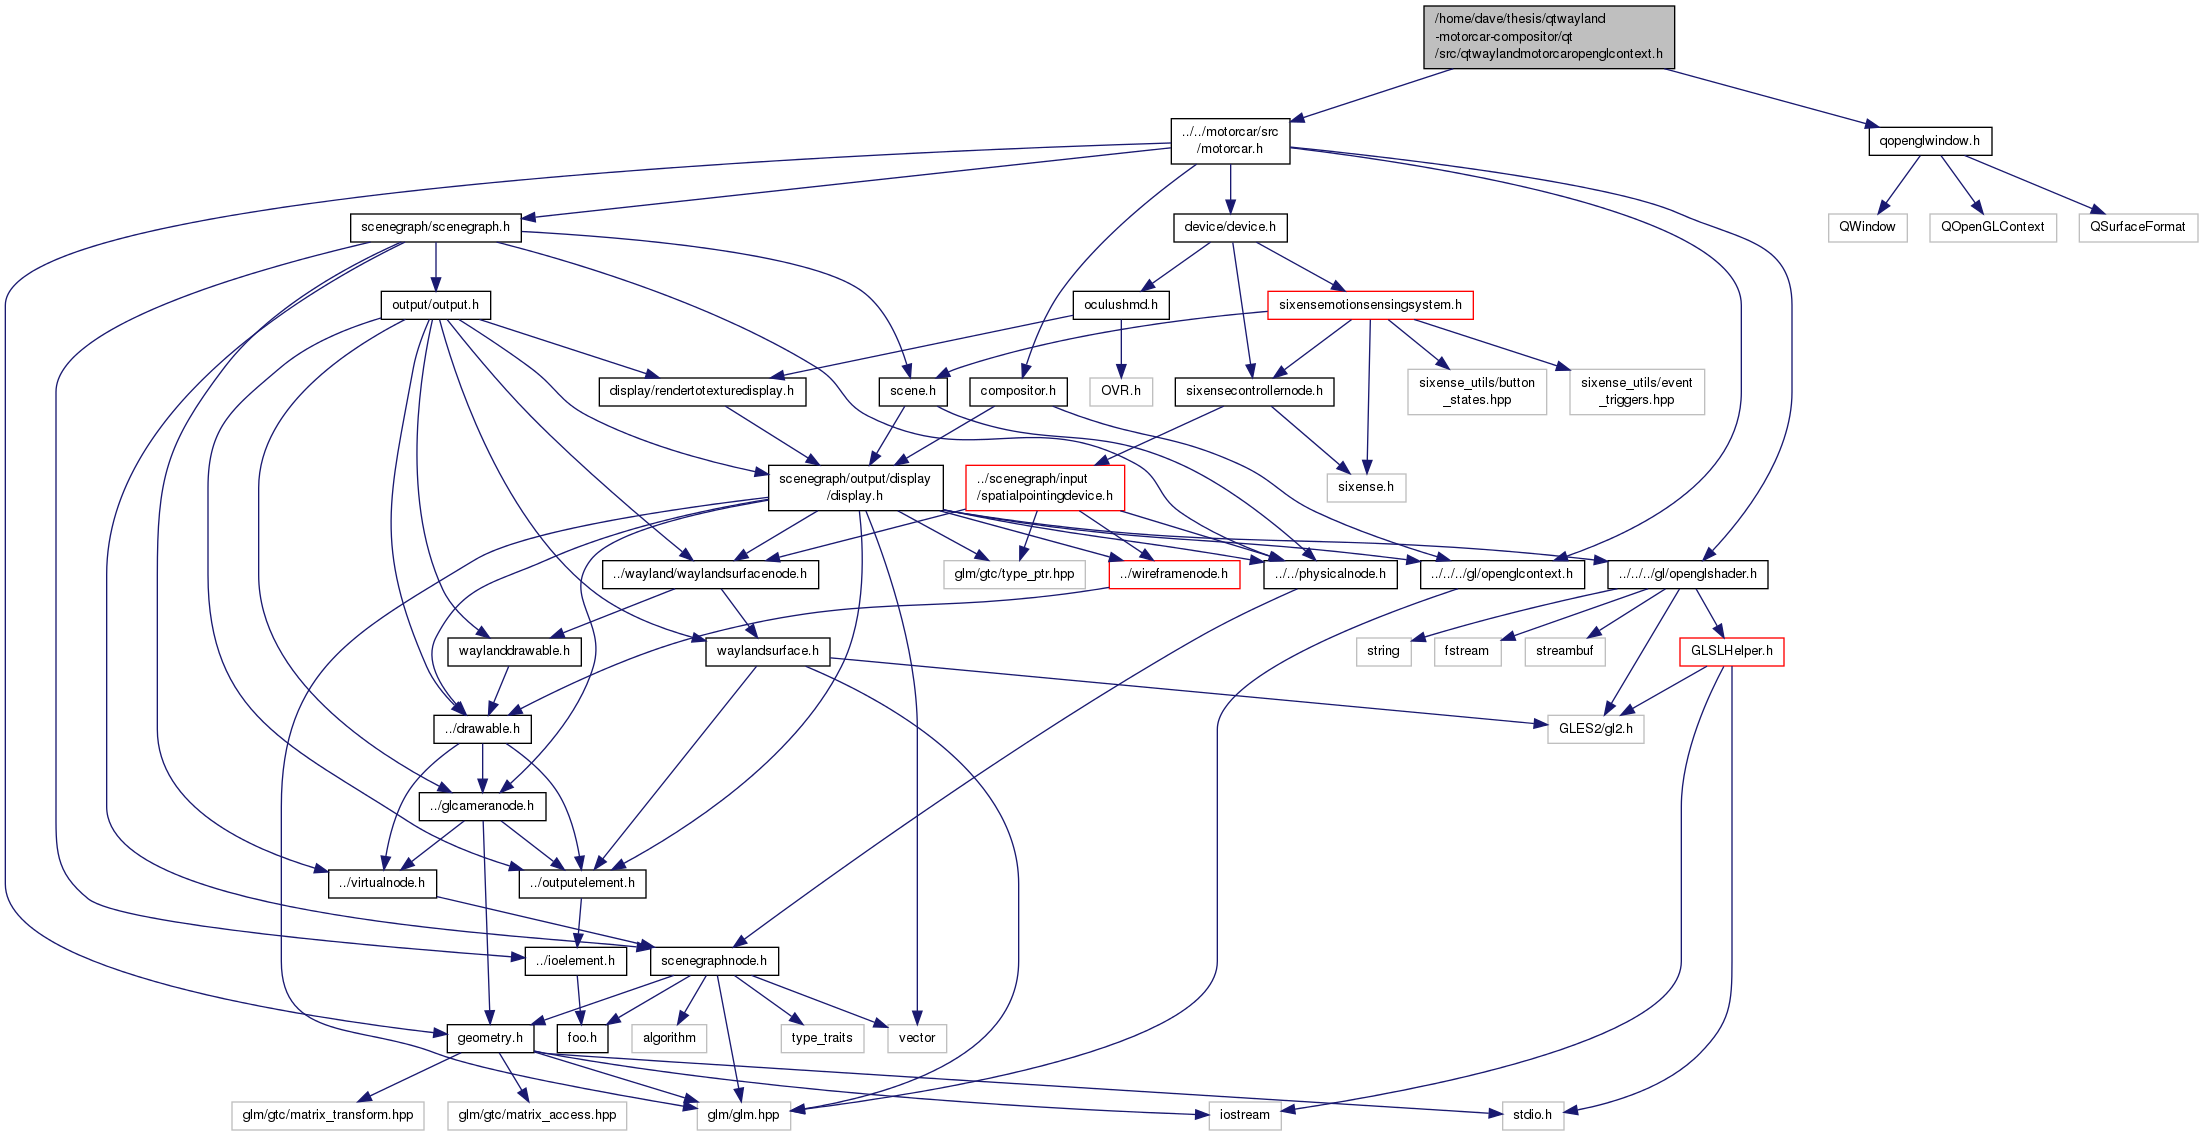 /home/dave/thesis/qtwayland
-motorcar-compositor/qt
/src/qtwaylandmotorcaropenglcontext.h
../../motorcar/src
/motorcar.h
qopenglwindow.h
scenegraph/scenegraph.h
device/device.h
QWindow
QOpenGLContext
QSurfaceFormat
output/output.h
oculushmd.h
sixensemotionsensingsystem.h
display/rendertotexturedisplay.h
scene.h
compositor.h
OVR.h
sixensecontrollernode.h
sixense_utils/button
_states.hpp
sixense_utils/event
_triggers.hpp
scenegraph/output/display
/display.h
../scenegraph/input
/spatialpointingdevice.h
sixense.h
../wayland/waylandsurfacenode.h
glm/gtc/type_ptr.hpp
../wireframenode.h
../../physicalnode.h
../../../gl/openglcontext.h
../../../gl/openglshader.h
waylanddrawable.h
waylandsurface.h
string
fstream
streambuf
GLSLHelper.h
../drawable.h
GLES2/gl2.h
../glcameranode.h
../virtualnode.h
../outputelement.h
../ioelement.h
scenegraphnode.h
geometry.h
foo.h
algorithm
type_traits
vector
glm/gtc/matrix_transform.hpp
glm/gtc/matrix_access.hpp
glm/glm.hpp
iostream
stdio.h